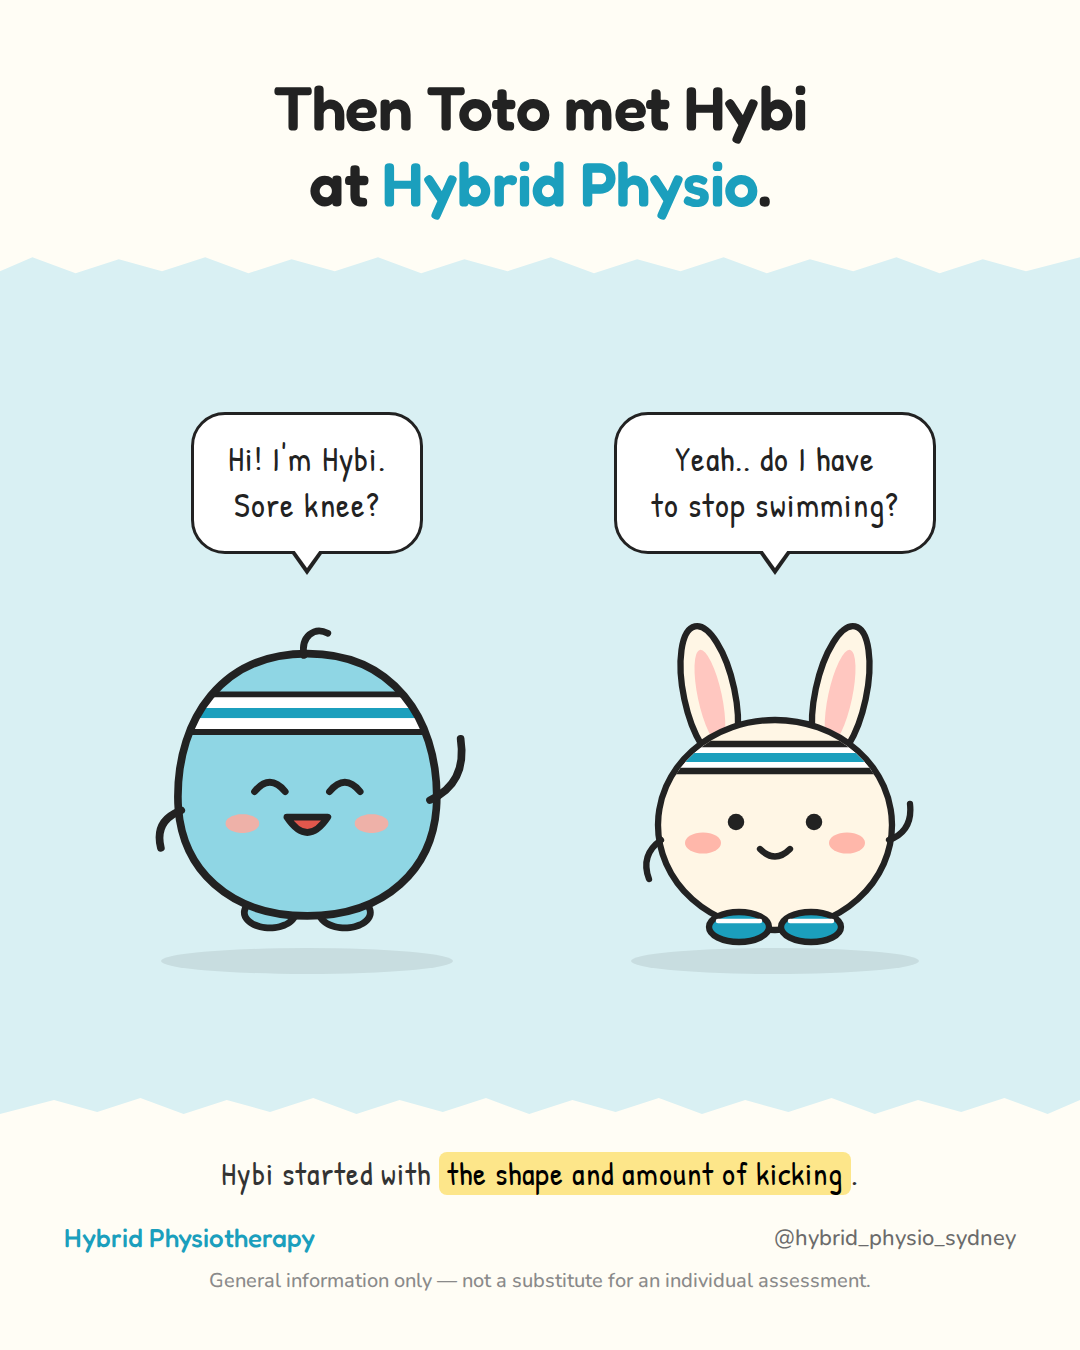 Then Toto met Hybi
at Hybrid Physio.
Hi! I'm Hybi.
Sore knee?
Yeah.. do I have
to stop swimming?
Hybi started with the shape and amount of kicking.
Hybrid Physiotherapy
@hybrid_physio_sydney
General information only — not a substitute for an individual assessment.